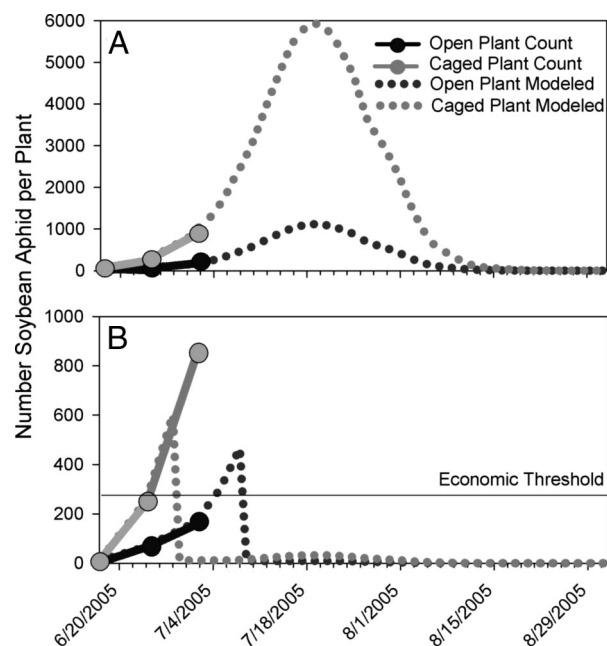 A
6000
5000
4000
3000
2000
1000
0
Open Plant Count
Caged Plant Count
Open Plant Modeled
Caged Plant Modeled
Number Soybean Aphid per Plant
B
1000
800
600
400
200
0
Economic Threshold
6/20/2005
7/4/2005
7/18/2005
8/1/2005
8/15/2005
8/29/2005